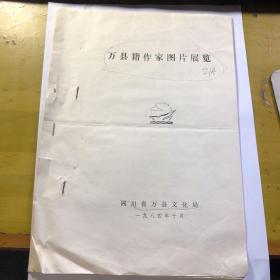 万县籍作家图片展览
24
四川省万县文化局
一九八四年十月